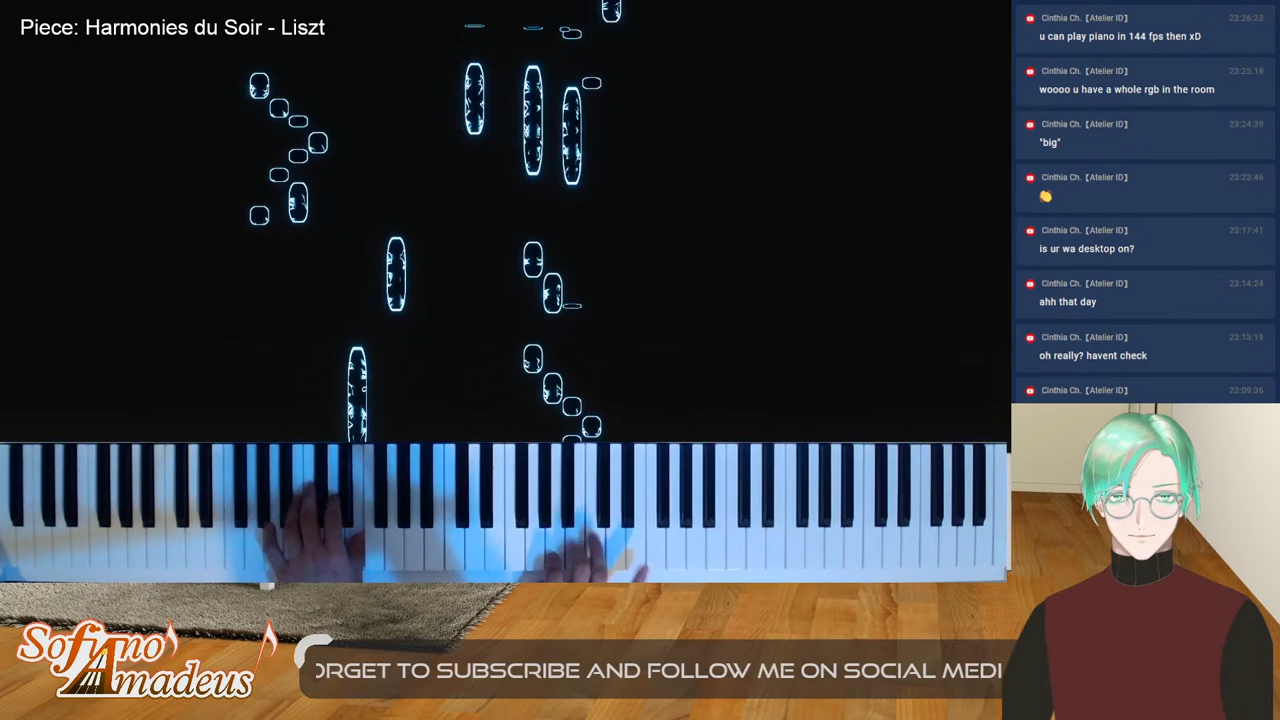 Piece: Harmonies du Soir - Liszt
Cinthia Ch.【Atelier ID】 23:26:23
u can play piano in 144 fps then xD
Cinthia Ch.【Atelier ID】 23:25:18
woooo u have a whole rgb in the room
Cinthia Ch.【Atelier ID】 23:24:39
"big"
Cinthia Ch.【Atelier ID】 23:23:46
👏
Cinthia Ch.【Atelier ID】 23:17:41
is ur wa desktop on?
Cinthia Ch.【Atelier ID】 23:14:24
ahh that day
Cinthia Ch.【Atelier ID】 23:13:19
oh really? havent check
Cinthia Ch.【Atelier ID】 23:09:36
Sofiano
Amadeus
ORGET TO SUBSCRIBE AND FOLLOW ME ON SOCIAL MEDI